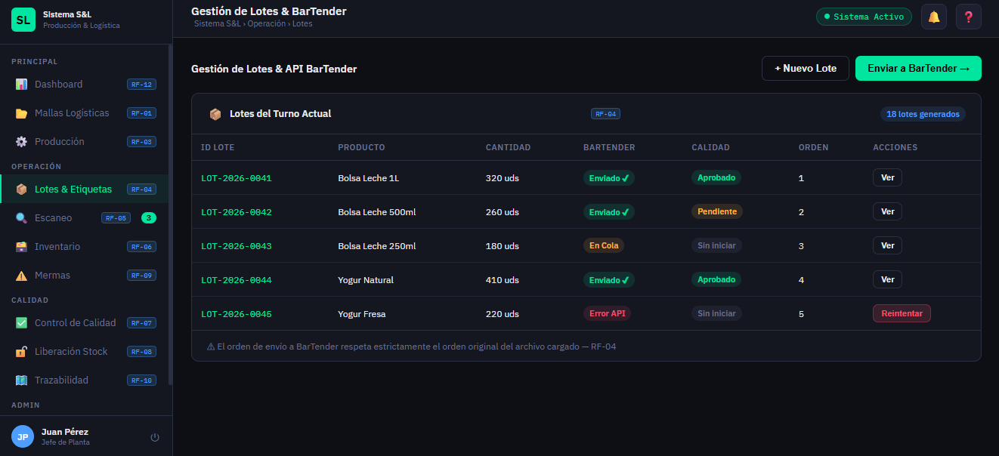 SL
Sistema S&L
Producción & Logística
PRINCIPAL
Dashboard RF-12
Mallas Logísticas RF-01
Producción RF-03
OPERACIÓN
Lotes & Etiquetas RF-04
Escaneo RF-05 3
Inventario RF-06
Mermas RF-09
CALIDAD
Control de Calidad RF-07
Liberación Stock RF-08
Trazabilidad RF-10
ADMIN
JP
Juan Pérez
Jefe de Planta
Gestión de Lotes & BarTender
Sistema S&L › Operación › Lotes
Sistema Activo
Gestión de Lotes & API BarTender
+ Nuevo Lote
Enviar a BarTender →
Lotes del Turno Actual RF-04 18 lotes generados
ID LOTE PRODUCTO CANTIDAD BARTENDER CALIDAD ORDEN ACCIONES
LOT-2026-0041 Bolsa Leche 1L 320 uds Enviado ✓ Aprobado 1 Ver
LOT-2026-0042 Bolsa Leche 500ml 260 uds Enviado ✓ Pendiente 2 Ver
LOT-2026-0043 Bolsa Leche 250ml 180 uds En Cola Sin iniciar 3 Ver
LOT-2026-0044 Yogur Natural 410 uds Enviado ✓ Aprobado 4 Ver
LOT-2026-0045 Yogur Fresa 220 uds Error API Sin iniciar 5 Reintentar
⚠ El orden de envío a BarTender respeta estrictamente el orden original del archivo cargado — RF-04